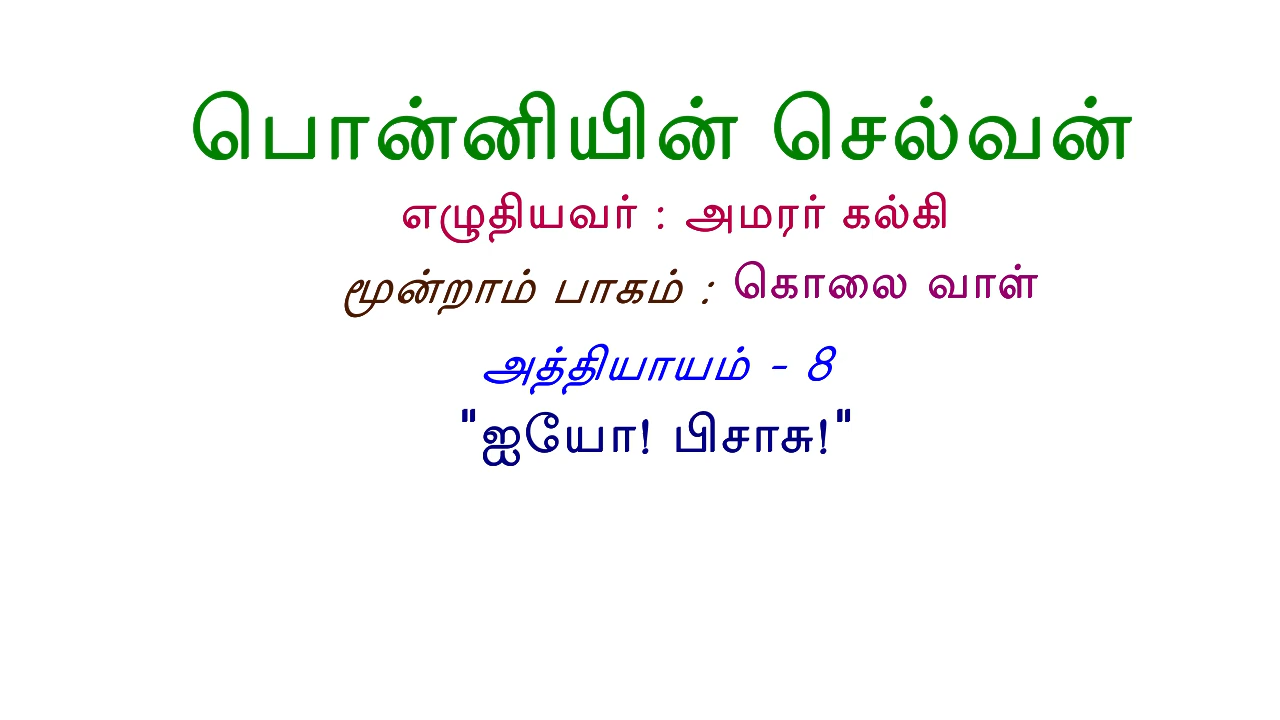 பொன்னியின் செல்வன்
எழுதியவர் : அமரர் கல்கி
மூன்றாம் பாகம் : கொலை வாள்
அத்தியாயம் - 8
"ஐயோ! பிசாசு!"